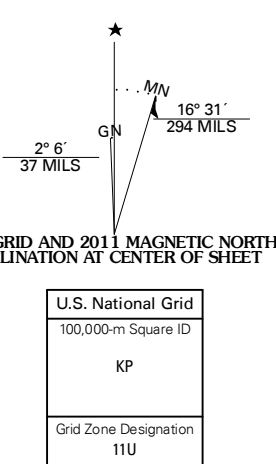 MN
16° 31´
294 MILS
GN
2° 6´
37 MILS
GRID AND 2011 MAGNETIC NORTH
LINATION AT CENTER OF SHEET
U.S. National Grid
100,000-m Square ID
KP
Grid Zone Designation
11U